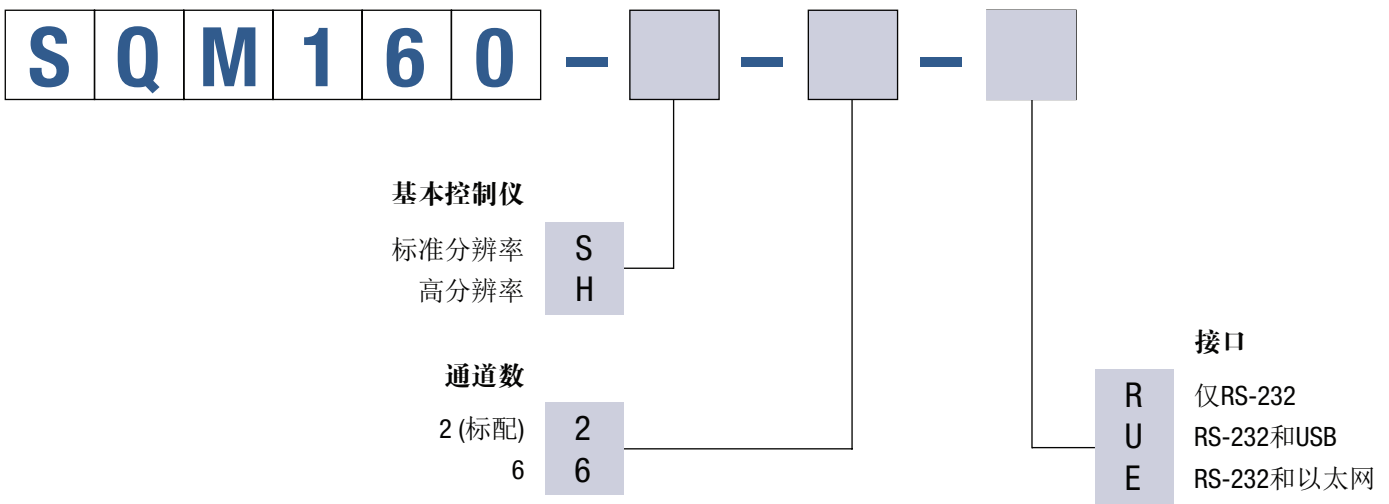 SQM160 – –
基本控制仪
标准分辨率 S
高分辨率 H
通道数
2 (标配) 2
6 6
接口
R 仅RS-232
U RS-232和USB
E RS-232和以太网